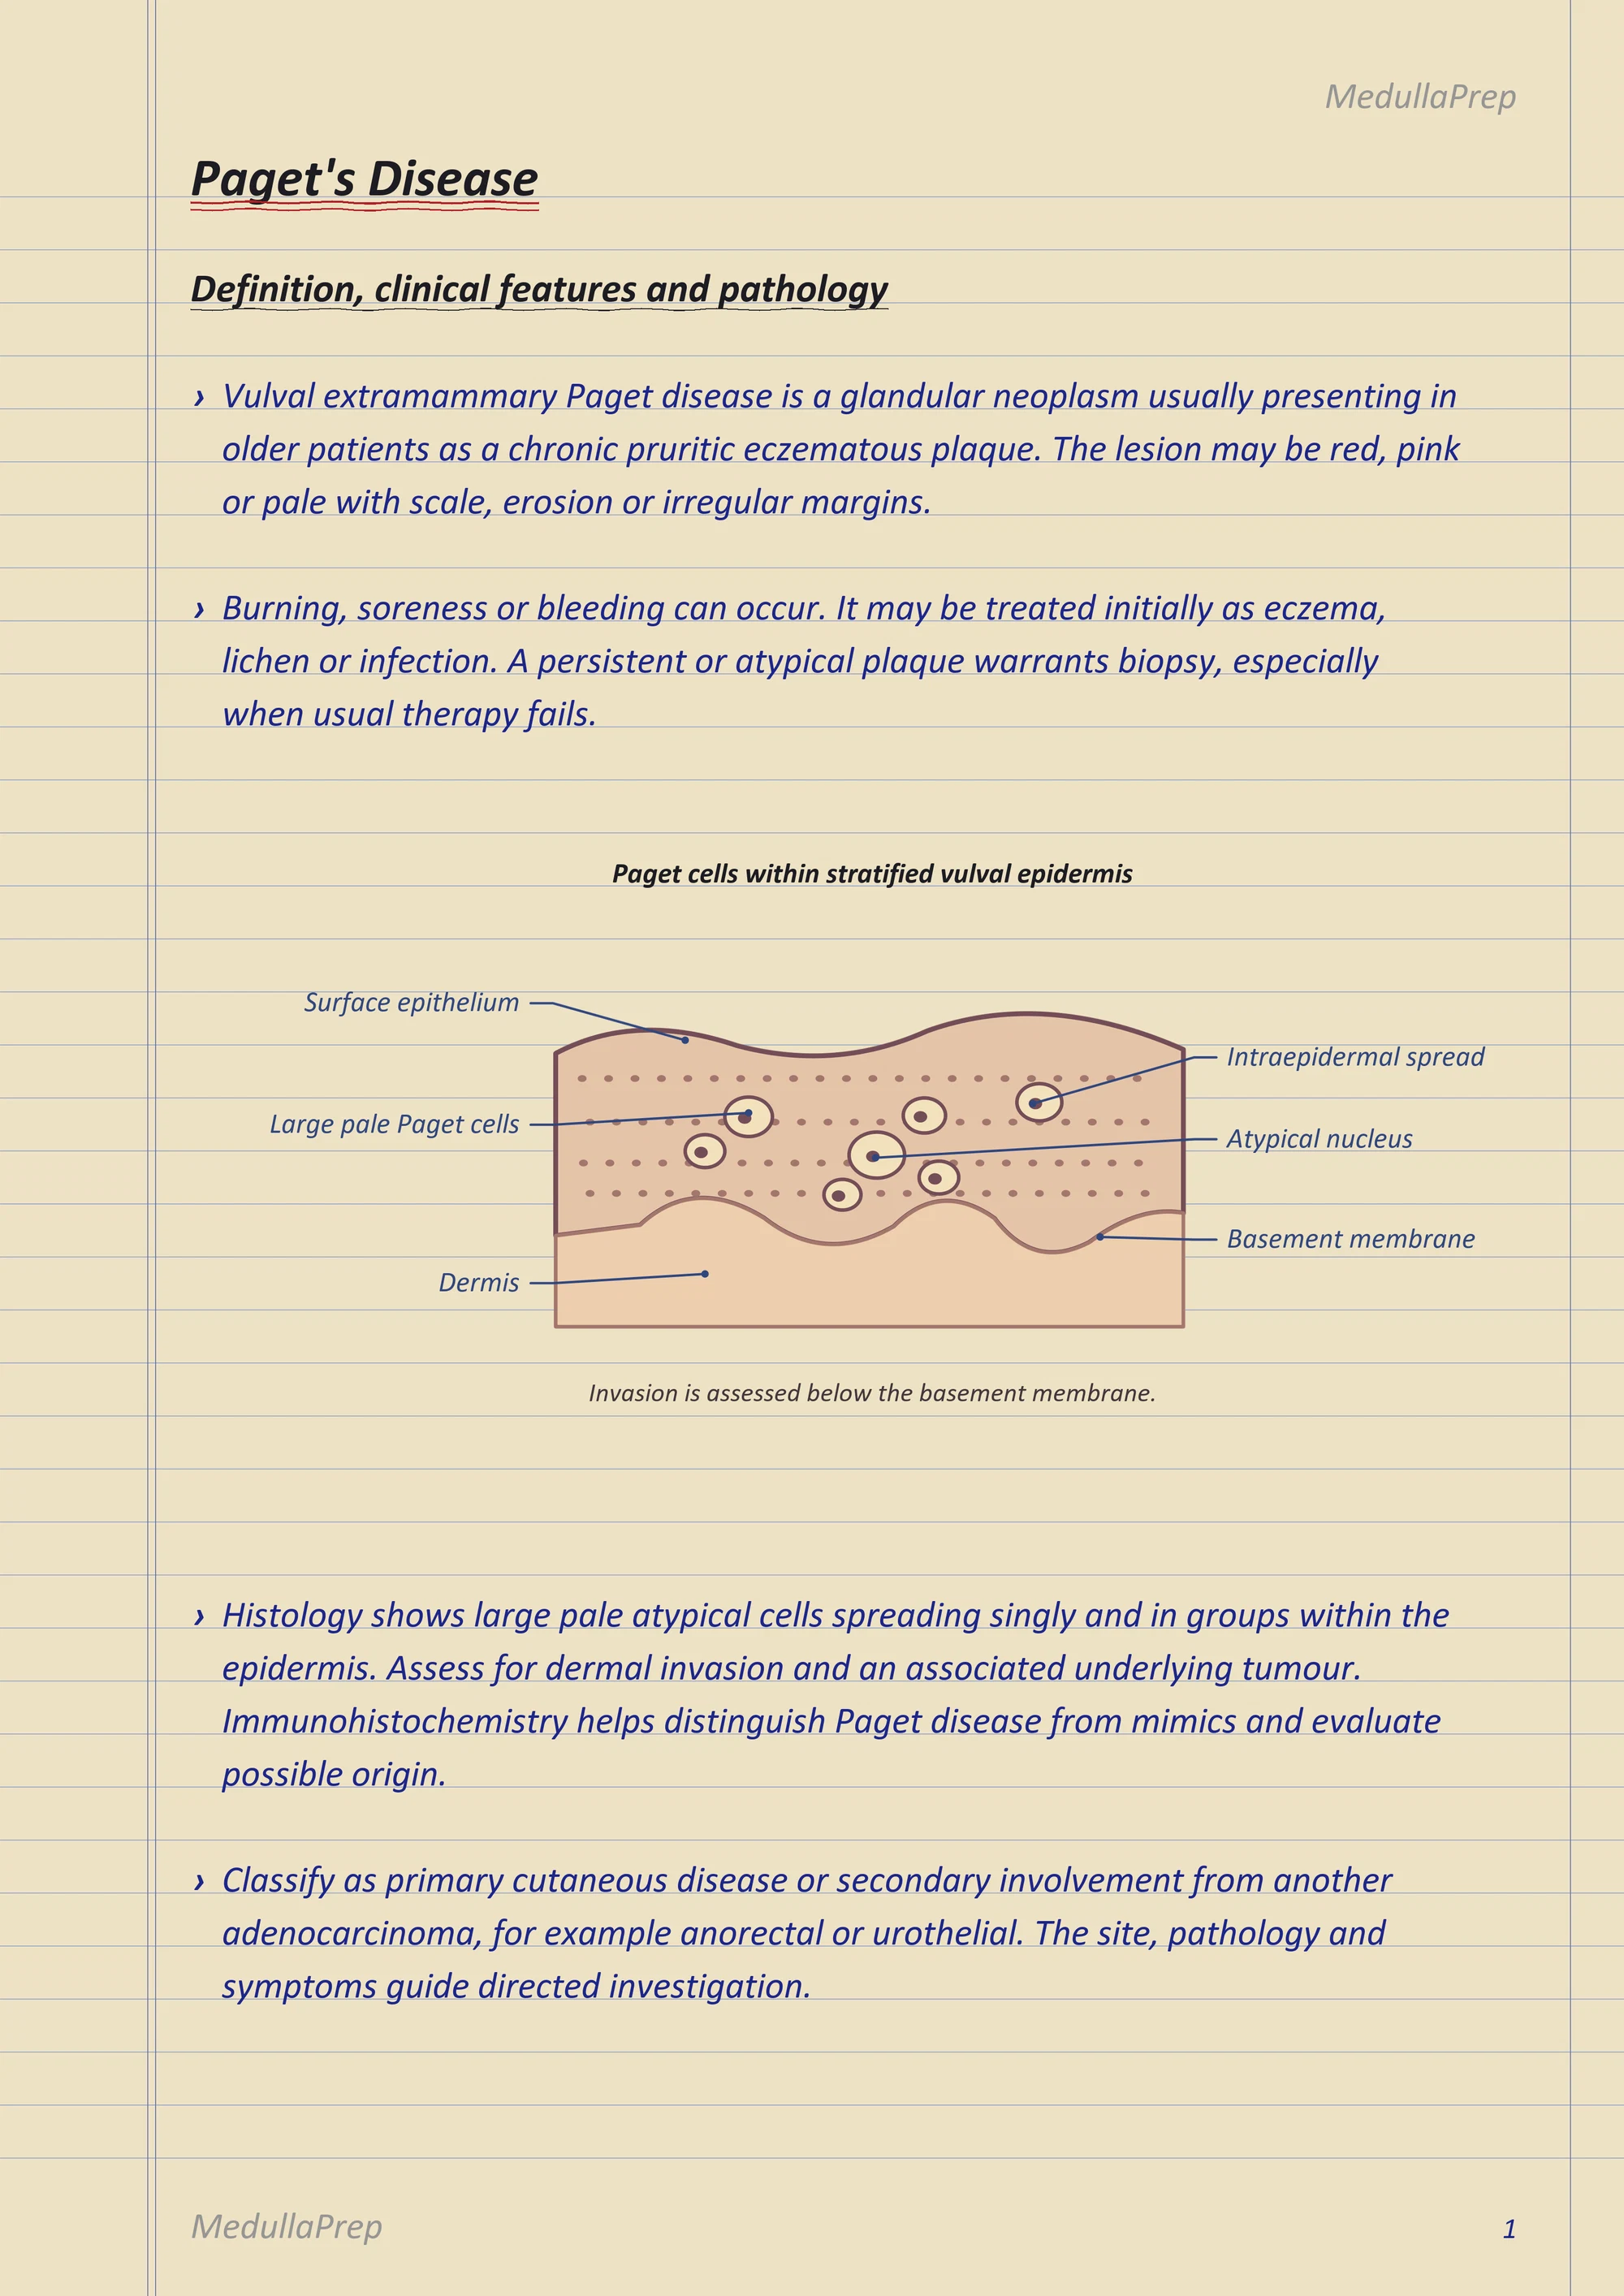 MedullaPrep
Paget's Disease
Definition, clinical features and pathology
› Vulval extramammary Paget disease is a glandular neoplasm usually presenting in
older patients as a chronic pruritic eczematous plaque. The lesion may be red, pink
or pale with scale, erosion or irregular margins.
› Burning, soreness or bleeding can occur. It may be treated initially as eczema,
lichen or infection. A persistent or atypical plaque warrants biopsy, especially
when usual therapy fails.
Paget cells within stratified vulval epidermis
Surface epithelium
Intraepidermal spread
Large pale Paget cells
Atypical nucleus
Basement membrane
Dermis
Invasion is assessed below the basement membrane.
› Histology shows large pale atypical cells spreading singly and in groups within the
epidermis. Assess for dermal invasion and an associated underlying tumour.
Immunohistochemistry helps distinguish Paget disease from mimics and evaluate
possible origin.
› Classify as primary cutaneous disease or secondary involvement from another
adenocarcinoma, for example anorectal or urothelial. The site, pathology and
symptoms guide directed investigation.
MedullaPrep
1